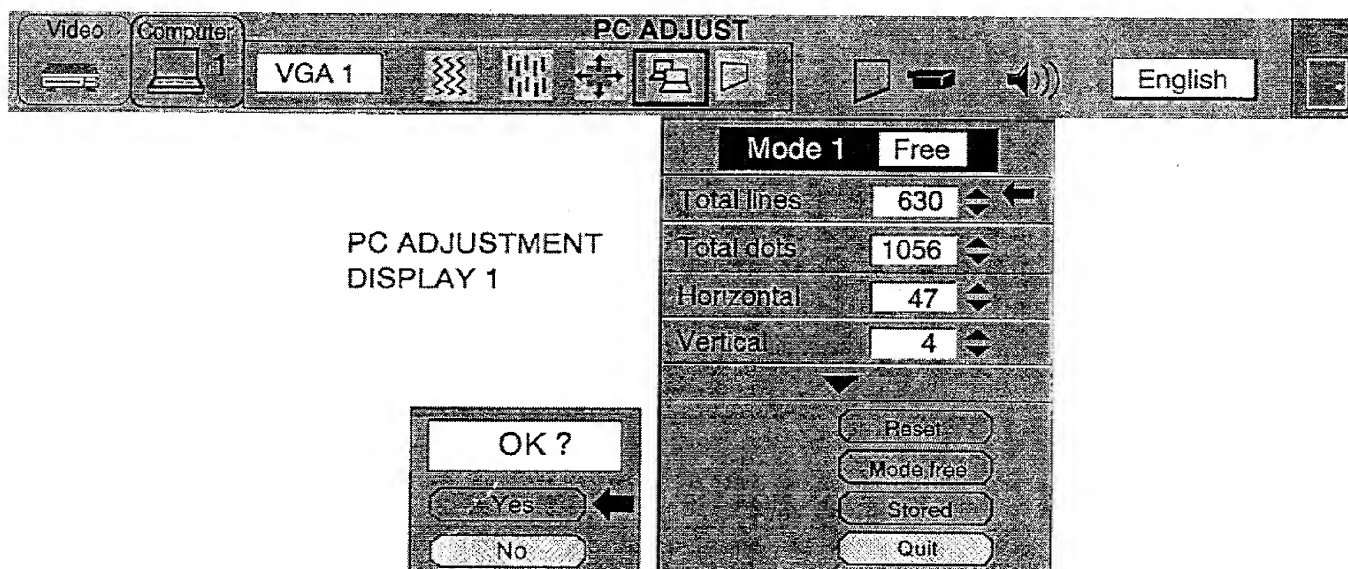 Video Computer PC ADJUST
1 VGA 1 English
Mode 1 Free
Total lines 630
PC ADJUSTMENT
DISPLAY 1
Total dots 1056
Horizontal 47
Vertical 4
OK ?
Yes
No
Reset
Mode free
Stored
Quit